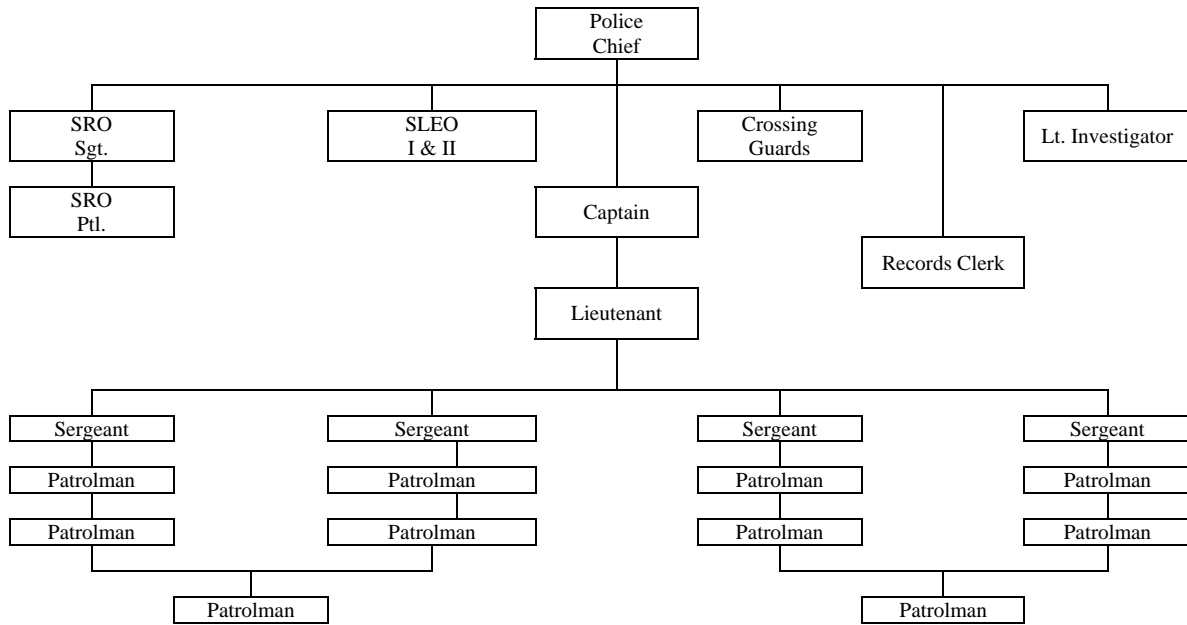 Police
Chief
SRO
Sgt.
SLEO
I & II
Crossing
Guards
Lt. Investigator
SRO
Ptl.
Captain
Records Clerk
Lieutenant
Sergeant
Sergeant
Sergeant
Sergeant
Patrolman
Patrolman
Patrolman
Patrolman
Patrolman
Patrolman
Patrolman
Patrolman
Patrolman
Patrolman